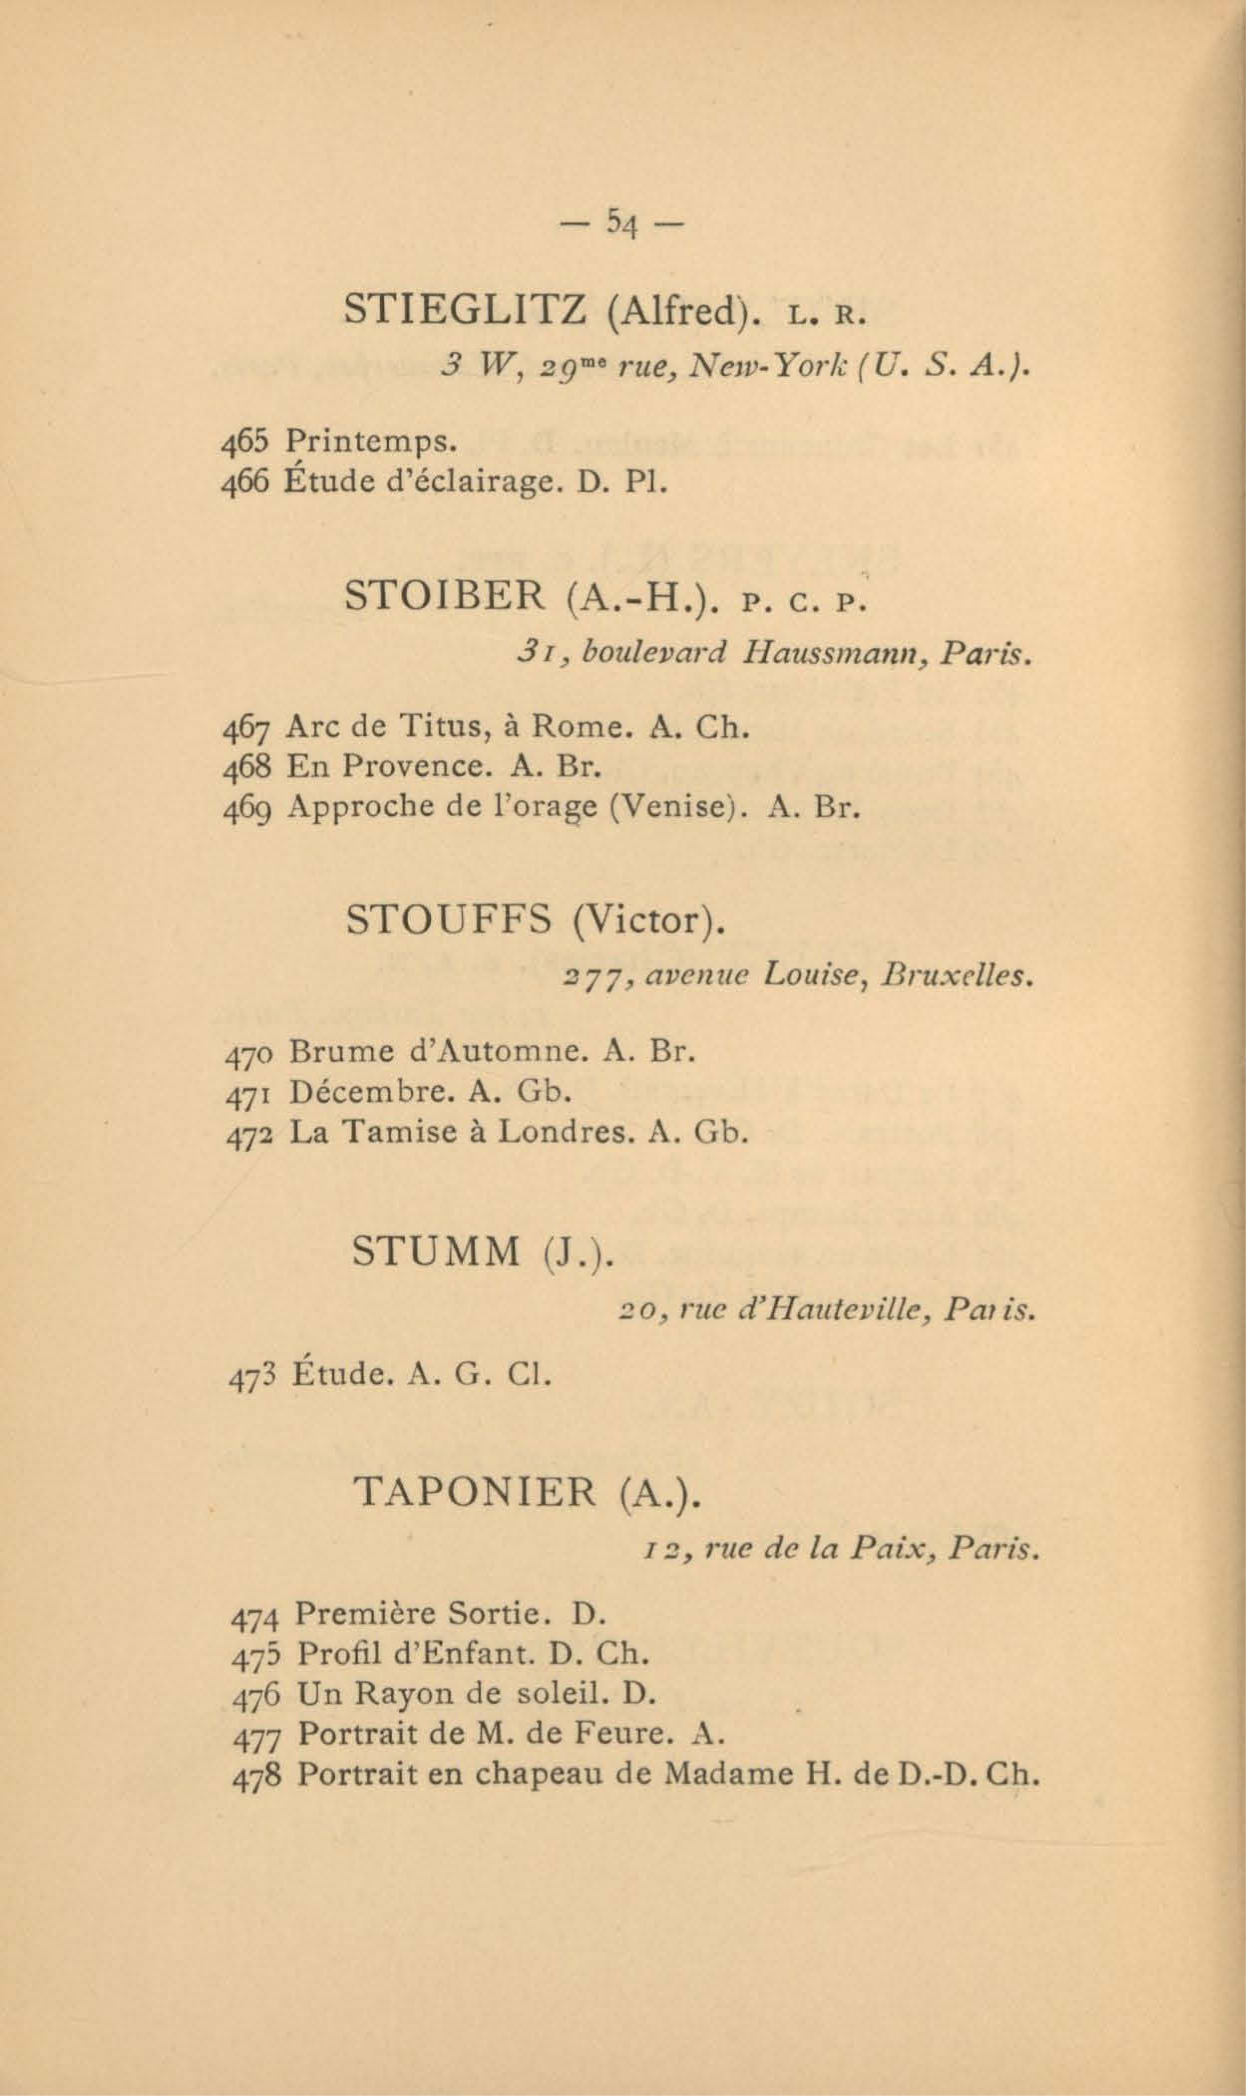 — 54 —
STIEGLITZ (Alfred). L. R.
3 W, 29me rue, New-York (U. S. A.).
465 Printemps.
466 Étude d'éclairage. D. Pl.
STOIBER (A.-H.). P. C. P.
31, boulevard Haussmann, Paris.
467 Arc de Titus, à Rome. A. Ch.
468 En Provence. A. Br.
469 Approche de l'orage (Venise). A. Br.
STOUFFS (Victor).
277, avenue Louise, Bruxelles.
470 Brume d'Automne. A. Br.
471 Décembre. A. Gb.
472 La Tamise à Londres. A. Gb.
STUMM (J.).
20, rue d'Hauteville, Paris.
473 Étude. A. G. Cl.
TAPONIER (A.).
12, rue de la Paix, Paris.
474 Première Sortie. D.
475 Profil d'Enfant. D. Ch.
476 Un Rayon de soleil. D.
477 Portrait de M. de Feure. A.
478 Portrait en chapeau de Madame H. de D.-D. Ch.